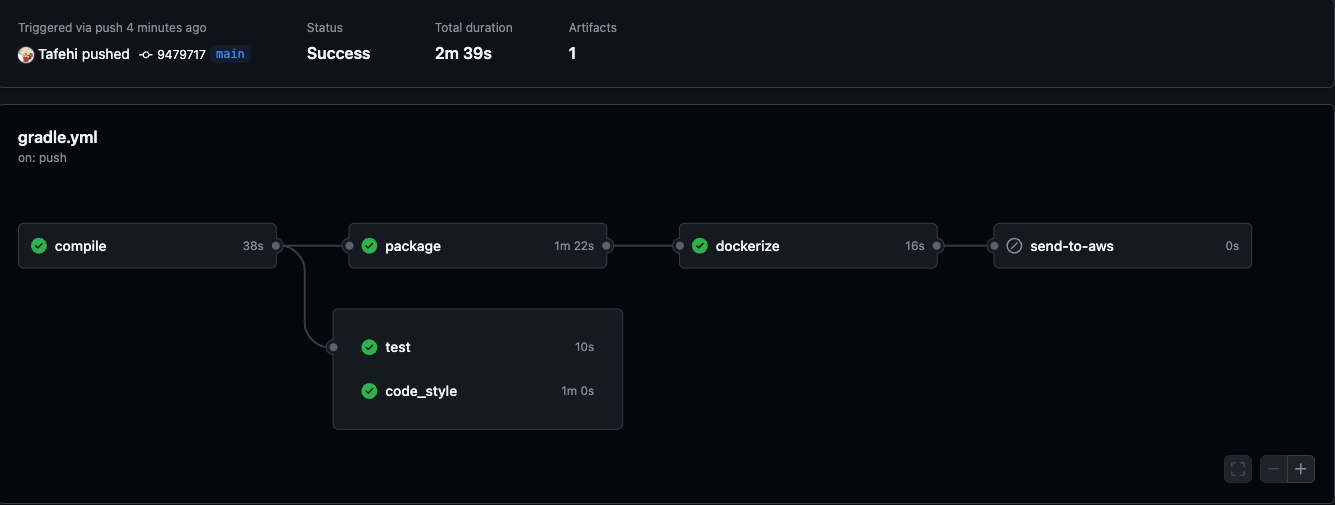 Triggered via push 4 minutes ago
Tafehi pushed 9479717 main
Status
Success
Total duration
2m 39s
Artifacts
1
gradle.yml
on: push
compile 38s
package 1m 22s
dockerize 16s
send-to-aws 0s
test 10s
code_style 1m 0s